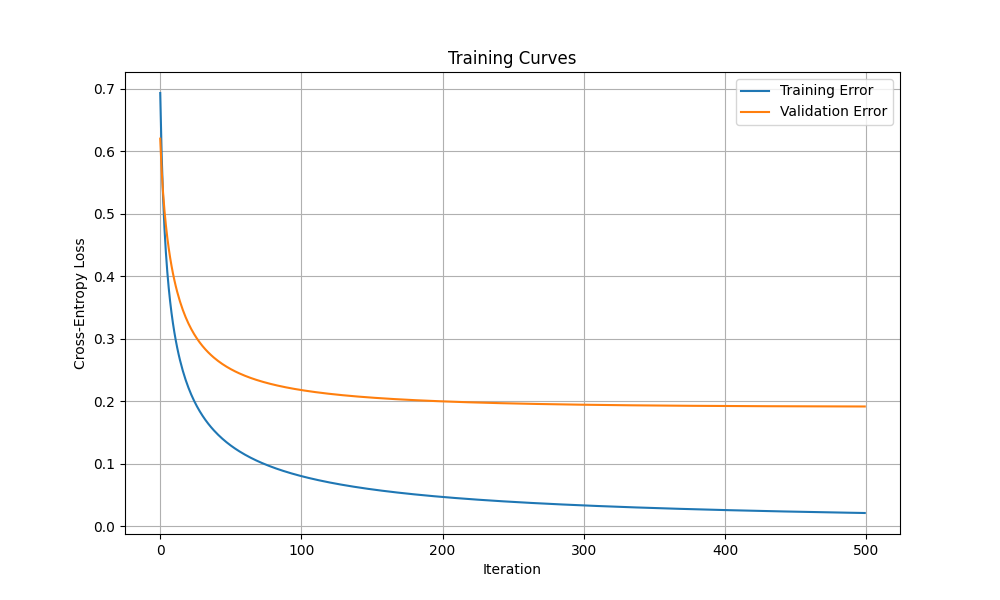 Training Curves
Training Error
Validation Error
Cross-Entropy Loss
0.7
0.6
0.5
0.4
0.3
0.2
0.1
0.0
0 100 200 300 400 500
Iteration